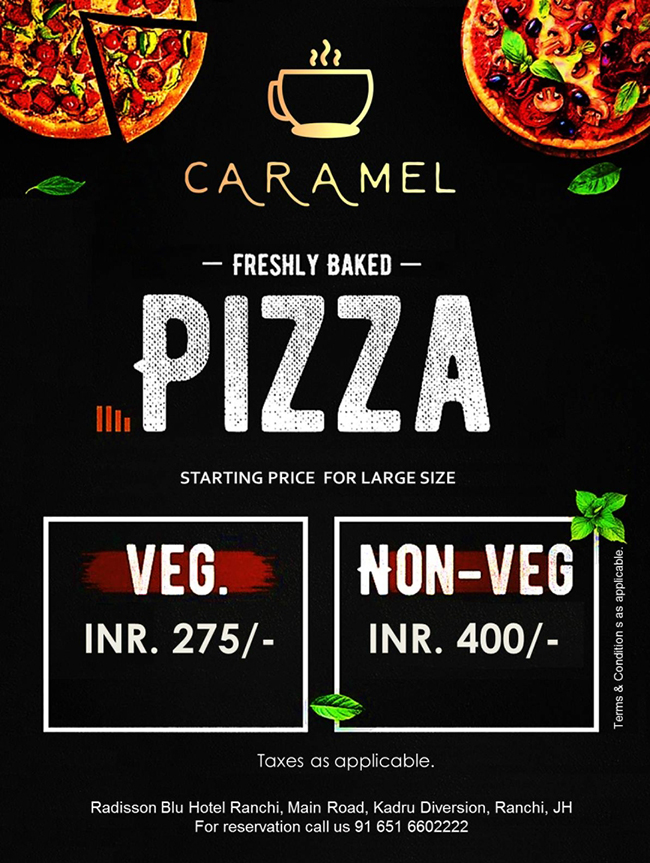 CARAMEL
— FRESHLY BAKED —
PIZZA
STARTING PRICE FOR LARGE SIZE
VEG.
INR. 275/-
NON-VEG
INR. 400/-
Terms & Condition s as applicable.
Taxes as applicable.
Radisson Blu Hotel Ranchi, Main Road, Kadru Diversion, Ranchi, JH
For reservation call us 91 651 6602222